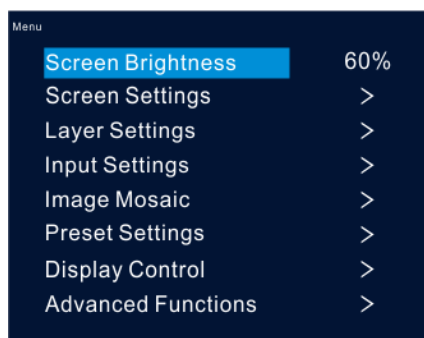 Menu
Screen Brightness 60%
Screen Settings >
Layer Settings >
Input Settings >
Image Mosaic >
Preset Settings >
Display Control >
Advanced Functions >